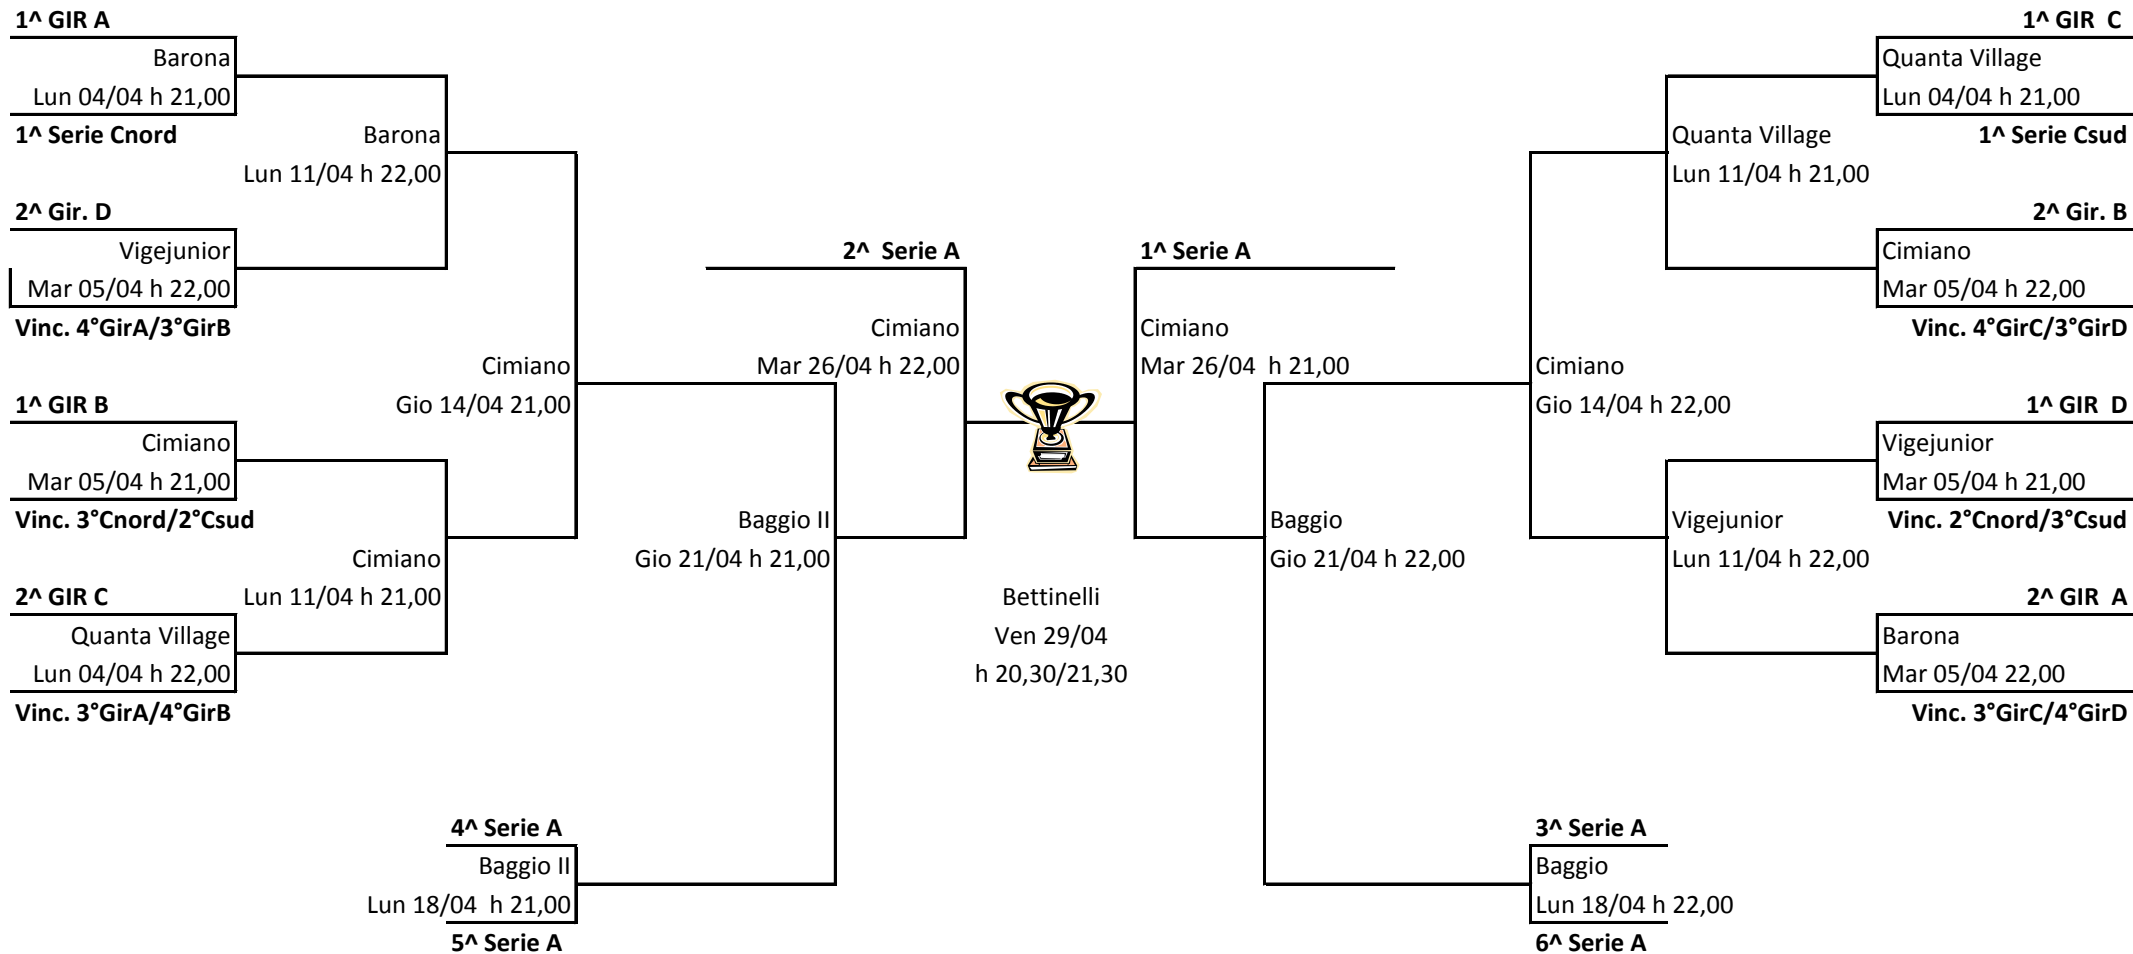 1^ GIR A
Barona
Lun 04/04 h 21,00
1^ Serie Cnord
Barona
Lun 11/04 h 22,00
2^ Gir. D
Vigejunior
Mar 05/04 h 22,00
Vinc. 4°GirA/3°GirB
Cimiano
Gio 14/04 21,00
1^ GIR B
Cimiano
Mar 05/04 h 21,00
Vinc. 3°Cnord/2°Csud
Cimiano
Lun 11/04 h 21,00
2^ GIR C
Quanta Village
Lun 04/04 h 22,00
Vinc. 3°GirA/4°GirB
4^ Serie A
Baggio II
Lun 18/04 h 21,00
5^ Serie A
Baggio II
Gio 21/04 h 21,00
2^ Serie A
Cimiano
Mar 26/04 h 22,00
Bettinelli
Ven 29/04
h 20,30/21,30
1^ Serie A
Cimiano
Mar 26/04 h 21,00
Baggio
Gio 21/04 h 22,00
3^ Serie A
Baggio
Lun 18/04 h 22,00
6^ Serie A
Cimiano
Gio 14/04 h 22,00
Quanta Village
Lun 11/04 h 21,00
Vigejunior
Lun 11/04 h 22,00
1^ GIR C
Quanta Village
Lun 04/04 h 21,00
1^ Serie Csud
2^ Gir. B
Cimiano
Mar 05/04 h 22,00
Vinc. 4°GirC/3°GirD
1^ GIR D
Vigejunior
Mar 05/04 h 21,00
Vinc. 2°Cnord/3°Csud
2^ GIR A
Barona
Mar 05/04 22,00
Vinc. 3°GirC/4°GirD